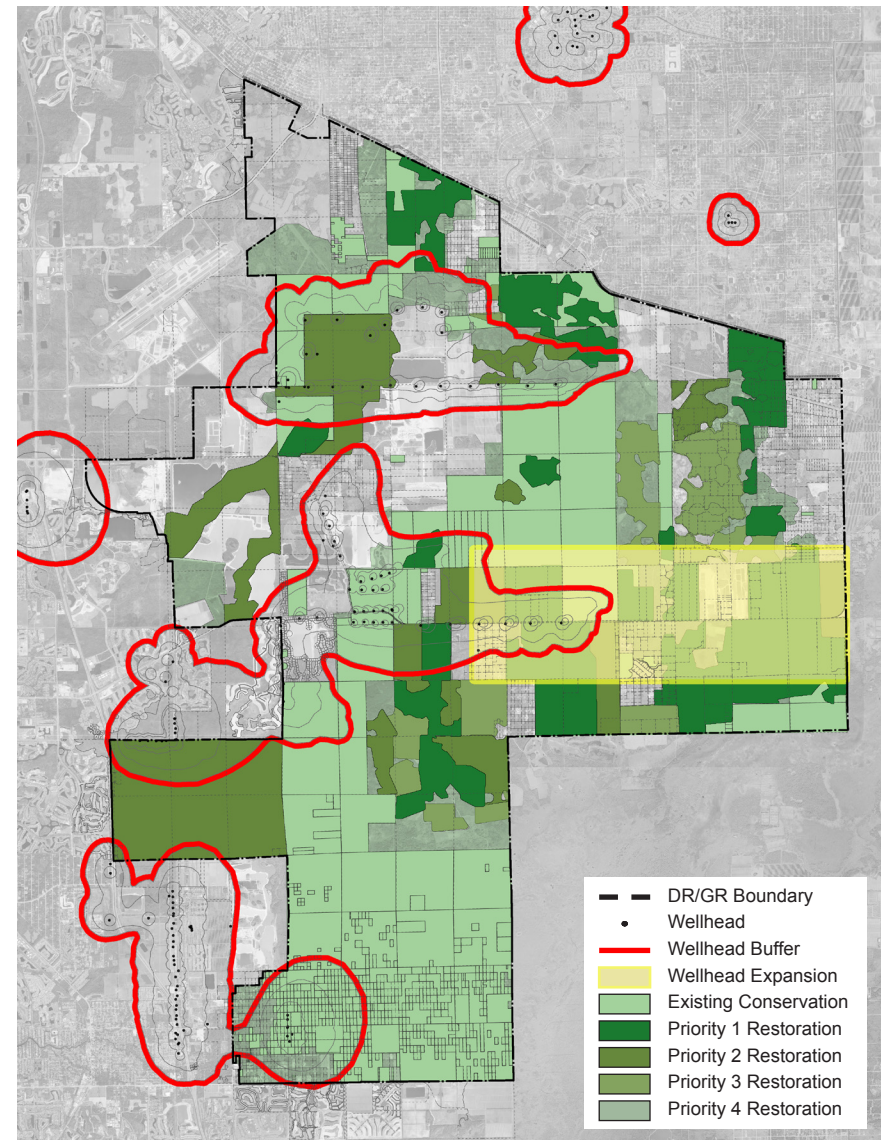 DR/GR Boundary
Wellhead
Wellhead Buffer
Wellhead Expansion
Existing Conservation
Priority 1 Restoration
Priority 2 Restoration
Priority 3 Restoration
Priority 4 Restoration